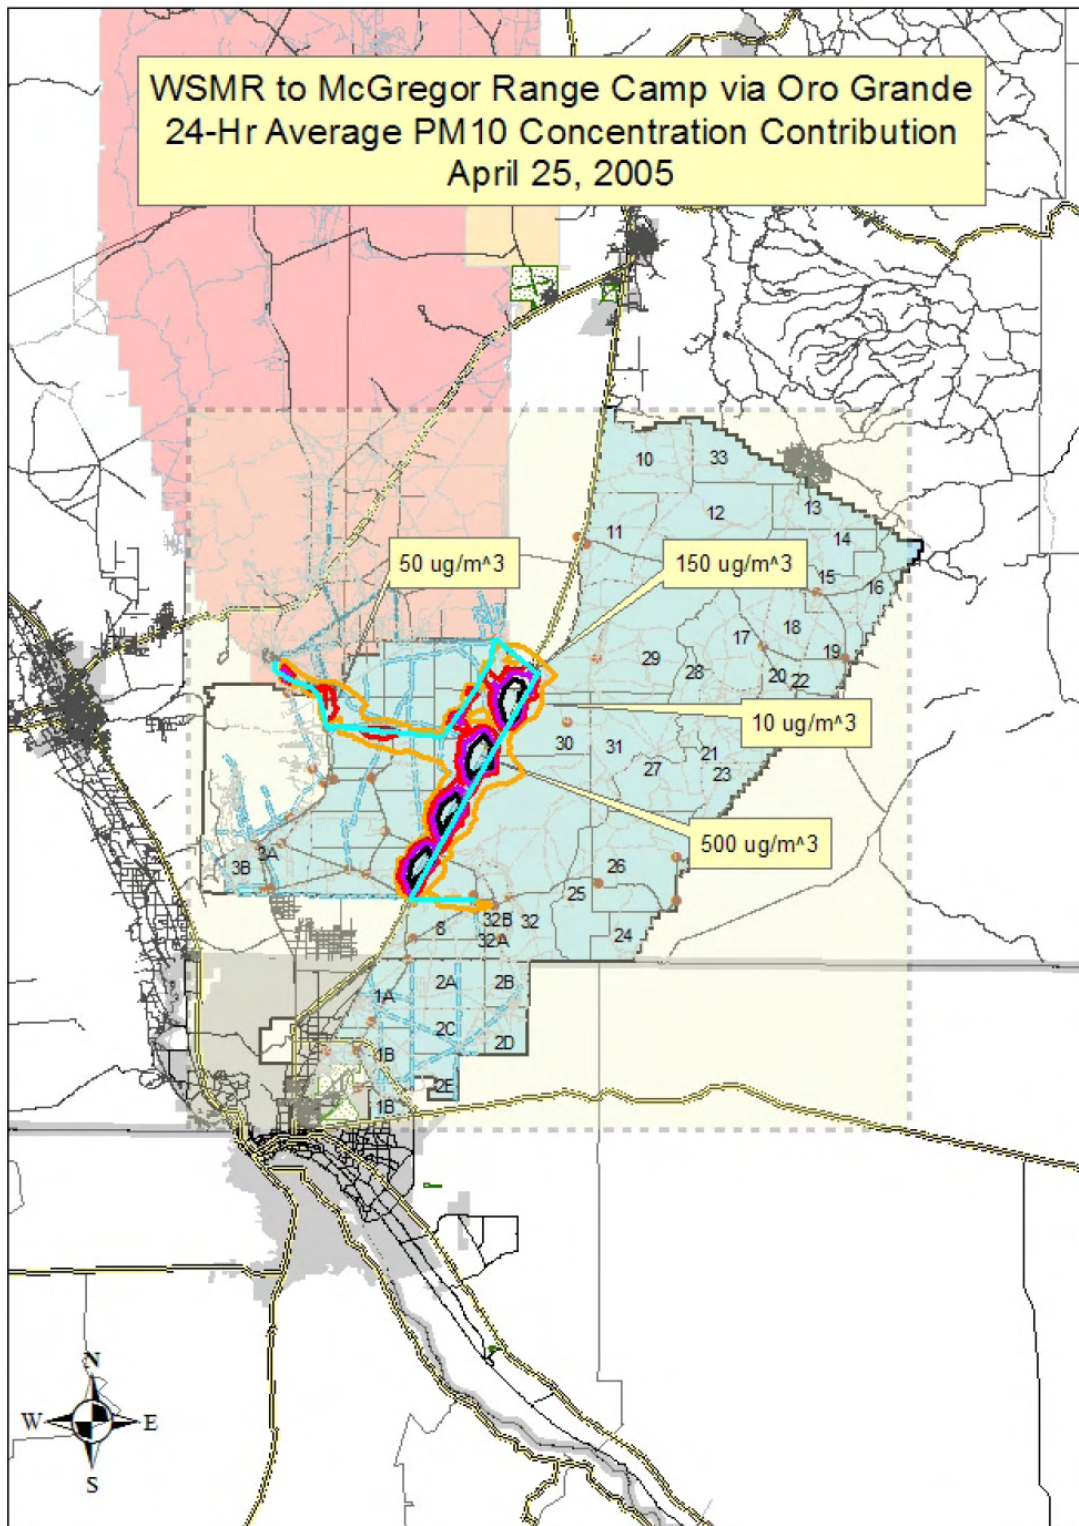 WSMR to McGregor Range Camp via Oro Grande
24-Hr Average PM10 Concentration Contribution
April 25, 2005
10
33
12
13
11
14
50 ug/m^3
150 ug/m^3
15
16
18
17
29
28
19
20
22
10 ug/m^3
30
31
21
27
23
500 ug/m^3
3A
3B
26
25
32B
32
8
32A
24
2A
2B
1A
2C
2D
1B
2E
1B
N
W
E
S